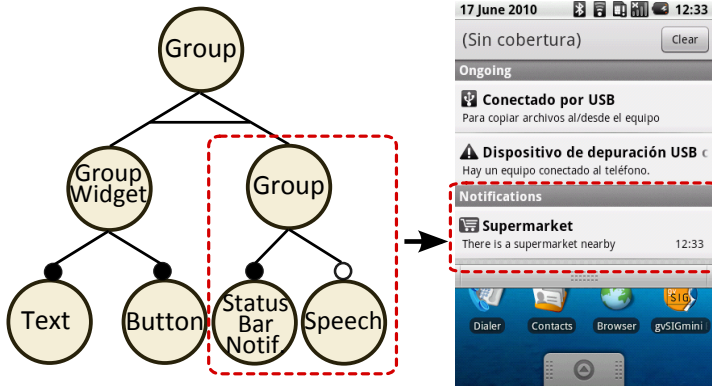 Group
Group
Widget
Group
Text
Button
Status
Bar
Notif
Speech
17 June 2010
12:33
(Sin cobertura)
Clear
Ongoing
Conectado por USB
Para copiar archivos al/desde el equipo
Dispositivo de depuración USB c
Hay un equipo conectado al teléfono.
Notifications
Supermarket
There is a supermarket nearby 12:33
SIG
Dialer
Contacts
Browser
gvSIGmini